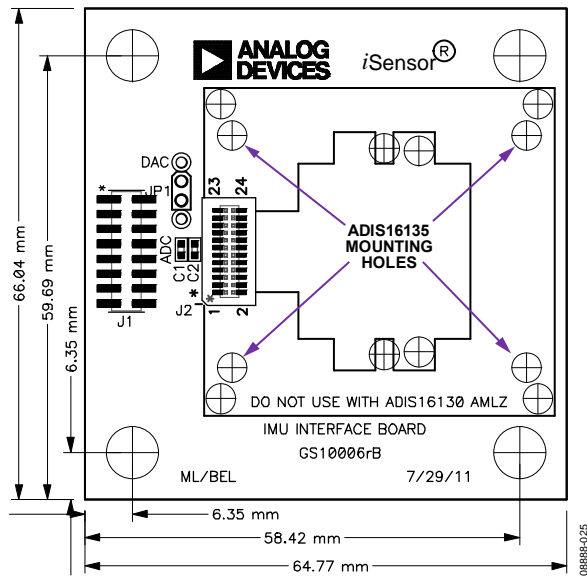 ANALOG
DEVICES
iSensor®
DAC
JP1
*
23 24
ADC
C1 C2
J1
J2
*
*
1 2
ADIS16135
MOUNTING
HOLES
DO NOT USE WITH ADIS16130 AMLZ
IMU INTERFACE BOARD
GS10006rB
ML/BEL 7/29/11
66.04 mm
59.69 mm
6.35 mm
6.35 mm
58.42 mm
64.77 mm
08888-025